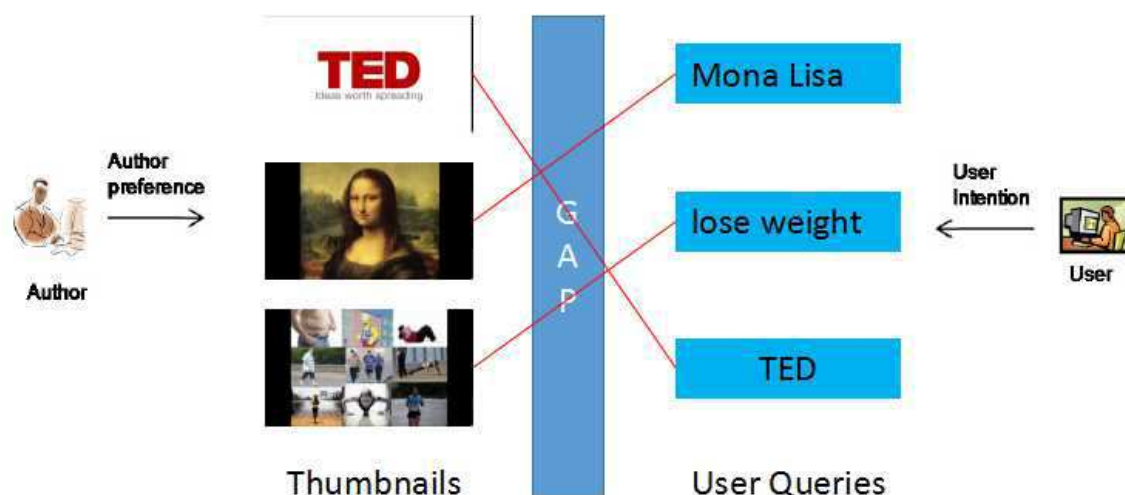 TED
Ideas worth spreading
Author
preference
Author
G
A
P
Mona Lisa
lose weight
TED
User
Intention
User
Thumbnails
User Queries